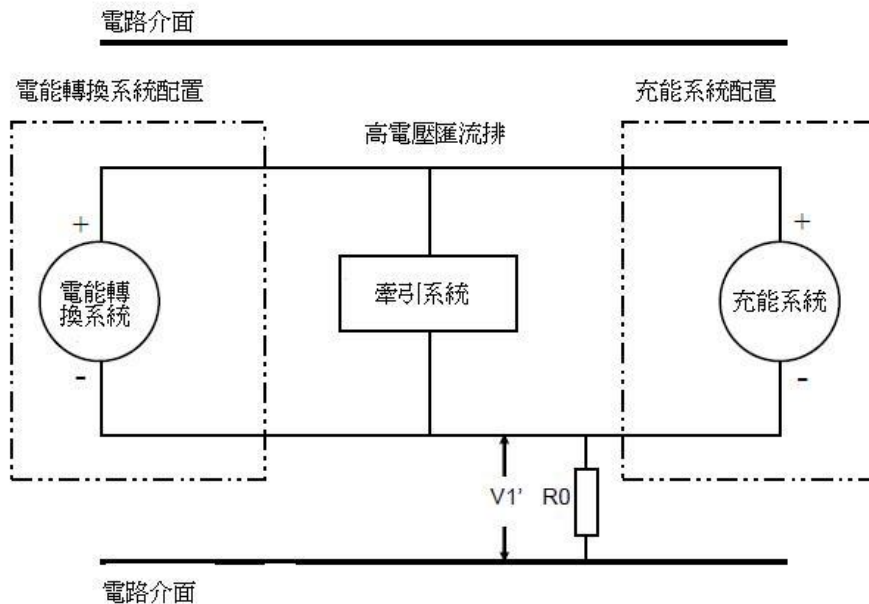 電路介面
電能轉換系統配置
充能系統配置
高電壓匯流排
+
+
電能轉
換系統
牽引系統
充能系統
-
-
V1' R0
電路介面